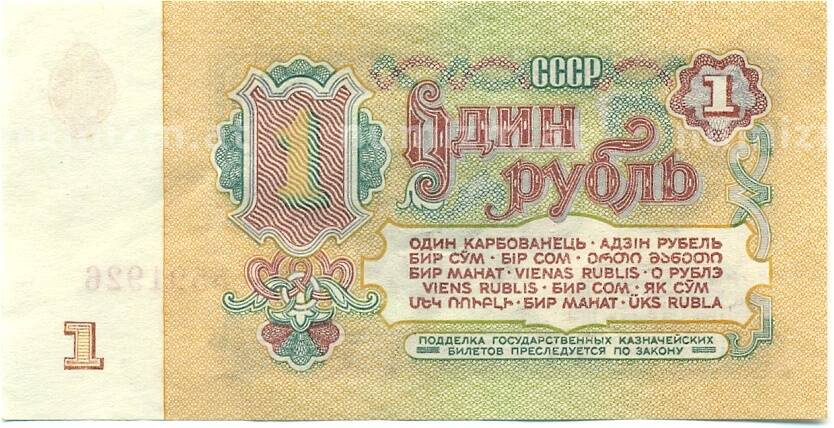 СССР
1
1
Один
рубль
ОДИН КАРБОВАНЕЦЬ · АДЗІН РУБЕЛЬ
БИР СЎМ · БІР СОМ · ᲔᲠᲗᲘ ᲛᲐᲜᲔᲗᲘ
БИР МАНАТ · VIENAS RUBLIS · О РУБЛЭ
VIENS RUBLIS · БИР СОМ · ЯК СЎМ
ՄԵԿ ՌՈՒԲԼԻ · БИР МАНАТ · ÜKS RUBLA
1
ПОДДЕЛКА ГОСУДАРСТВЕННЫХ КАЗНАЧЕЙСКИХ
БИЛЕТОВ ПРЕСЛЕДУЕТСЯ ПО ЗАКОНУ